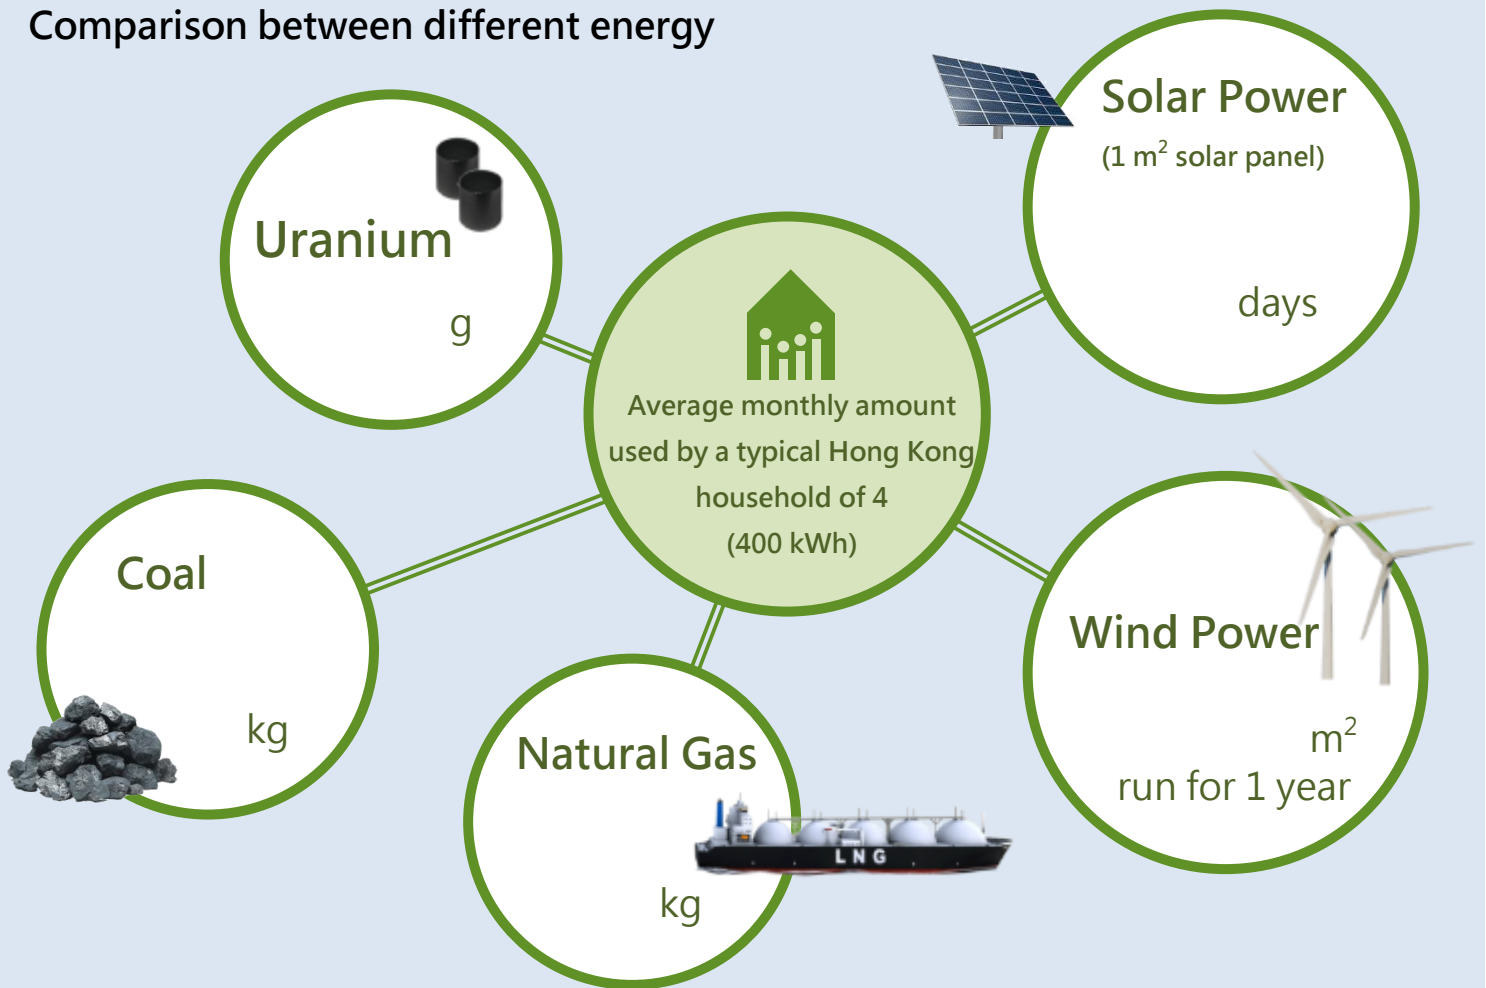 Comparison between different energy
Uranium
g
Solar Power
(1 m² solar panel)
days
Average monthly amount
used by a typical Hong Kong
household of 4
(400 kWh)
Coal
kg
Natural Gas
LNG
kg
Wind Power
m²
run for 1 year